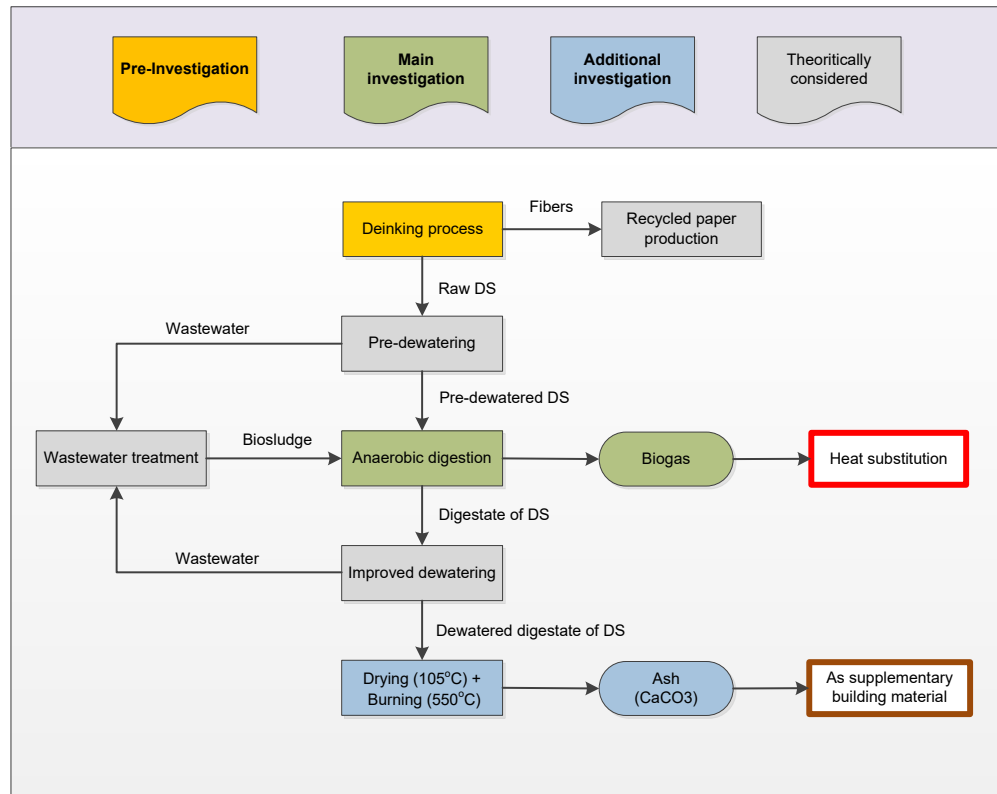 Pre-Investigation
Main
investigation
Additional
investigation
Theoritically
considered
Fibers
Deinking process
Recycled paper
production
Raw DS
Wastewater
Pre-dewatering
Pre-dewatered DS
Biosludge
Wastewater treatment
Anaerobic digestion
Biogas
Heat substitution
Digestate of DS
Wastewater
Improved dewatering
Dewatered digestate of DS
Drying (105°C) +
Burning (550°C)
Ash
(CaCO3)
As supplementary
building material